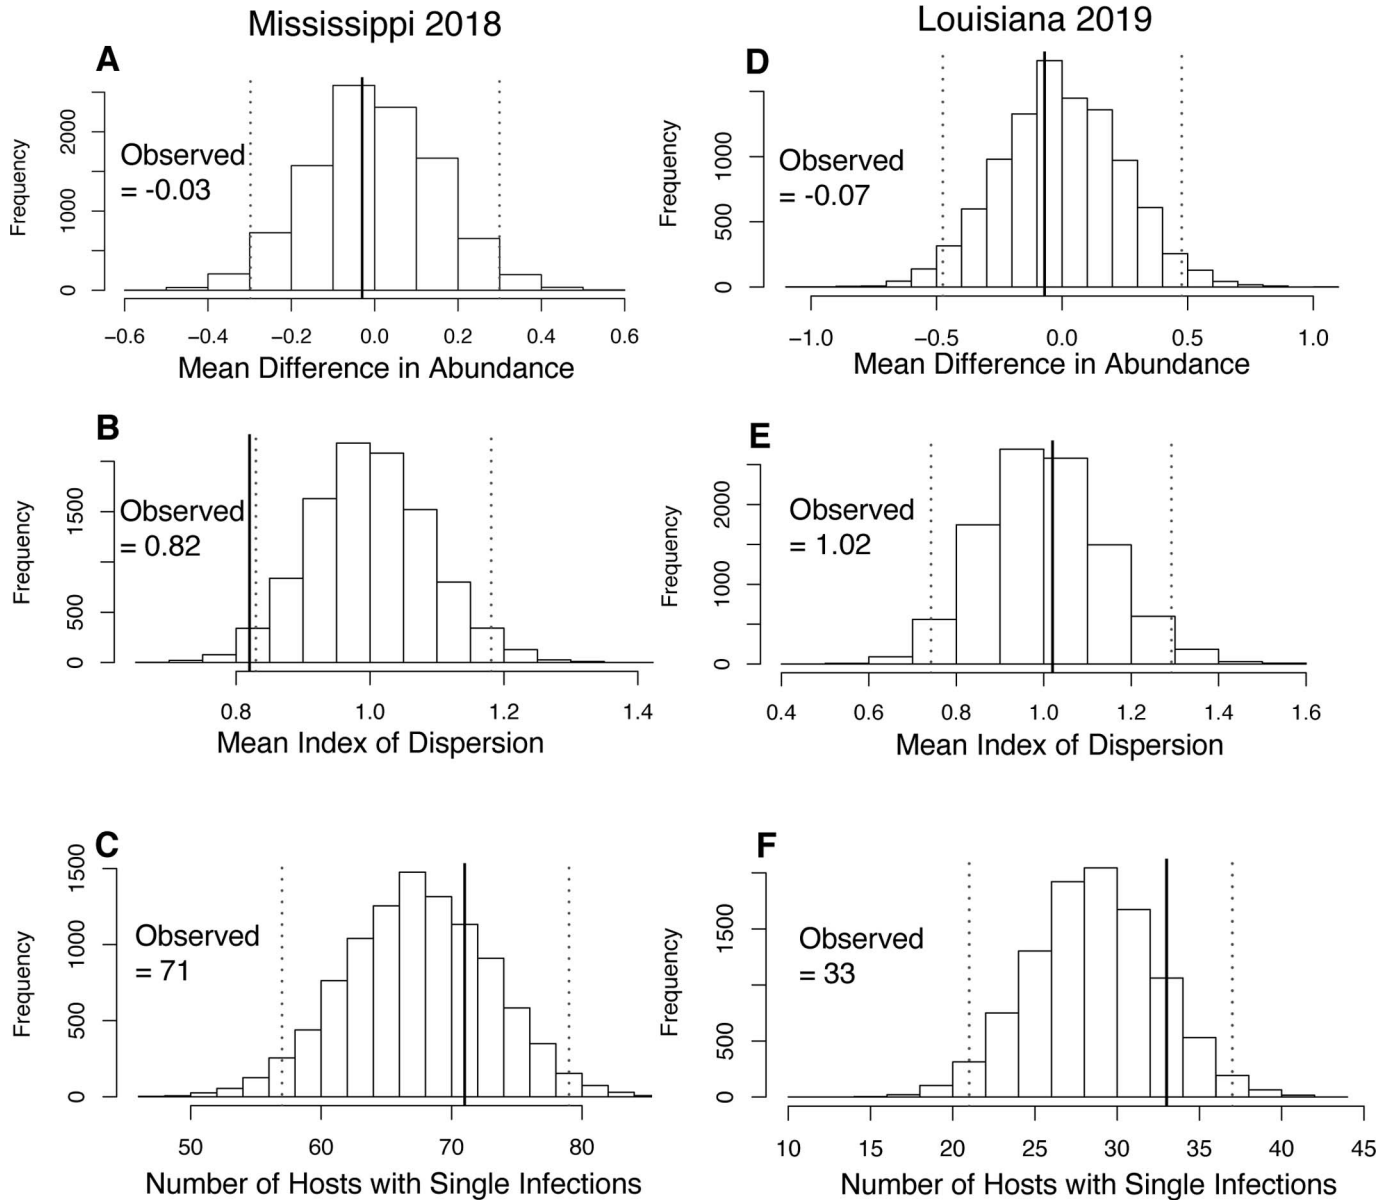 Mississippi 2018
Louisiana 2019
A
Frequency
0 1000 2000
Observed
= -0.03
−0.6 −0.4 −0.2 0.0 0.2 0.4 0.6
Mean Difference in Abundance
D
Frequency
0 500 1000
Observed
= -0.07
−1.0 −0.5 0.0 0.5 1.0
Mean Difference in Abundance
B
Frequency
0 500 1500
Observed
= 0.82
0.8 1.0 1.2 1.4
Mean Index of Dispersion
E
Frequency
0 1000 2000
Observed
= 1.02
0.4 0.6 0.8 1.0 1.2 1.4 1.6
Mean Index of Dispersion
C
Frequency
0 500 1000 1500
Observed
= 71
50 60 70 80
Number of Hosts with Single Infections
F
Frequency
0 500 1500
Observed
= 33
10 15 20 25 30 35 40 45
Number of Hosts with Single Infections